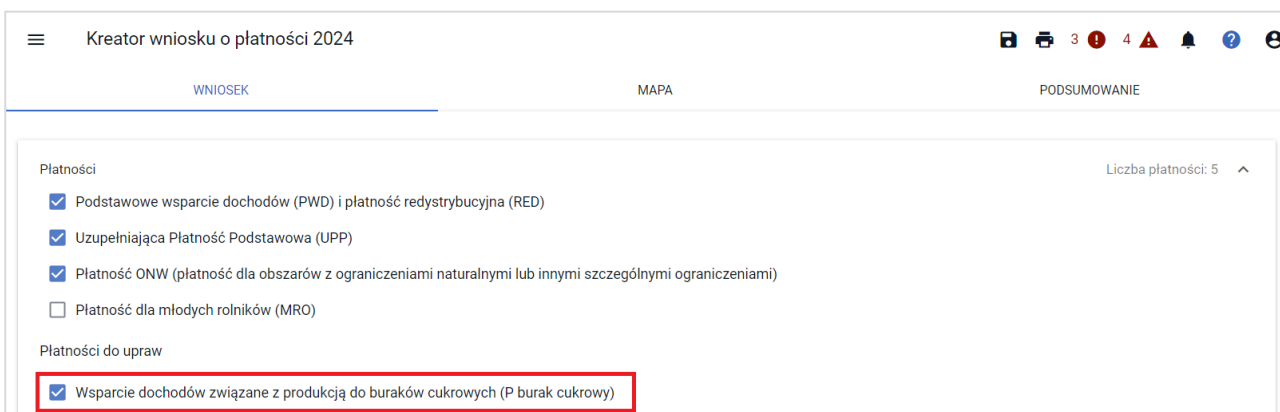 Kreator wniosku o płatności 2024
3 4
WNIOSEK MAPA PODSUMOWANIE
Płatności Liczba płatności: 5
Podstawowe wsparcie dochodów (PWD) i płatność redystrybucyjna (RED)
Uzupełniająca Płatność Podstawowa (UPP)
Płatność ONW (płatność dla obszarów z ograniczeniami naturalnymi lub innymi szczególnymi ograniczeniami)
Płatność dla młodych rolników (MRO)
Płatności do upraw
Wsparcie dochodów związane z produkcją do buraków cukrowych (P burak cukrowy)